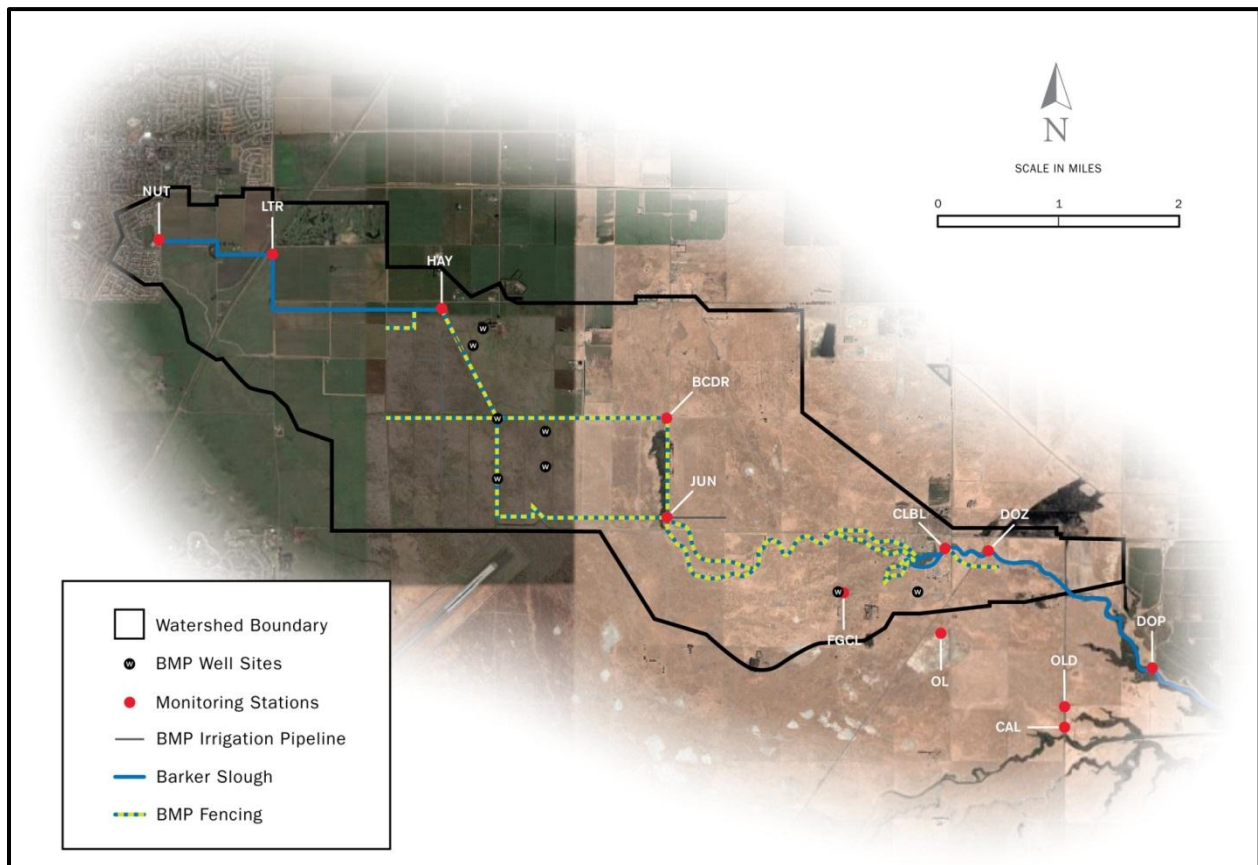 N
SCALE IN MILES
0 1 2
NUT
LTR
HAY
BCDR
JUN
CLBL
DOZ
FGCL
OL
OLD
CAL
DOP
W
W
W
W
W
W
W
W
Watershed Boundary
W BMP Well Sites
Monitoring Stations
BMP Irrigation Pipeline
Barker Slough
BMP Fencing